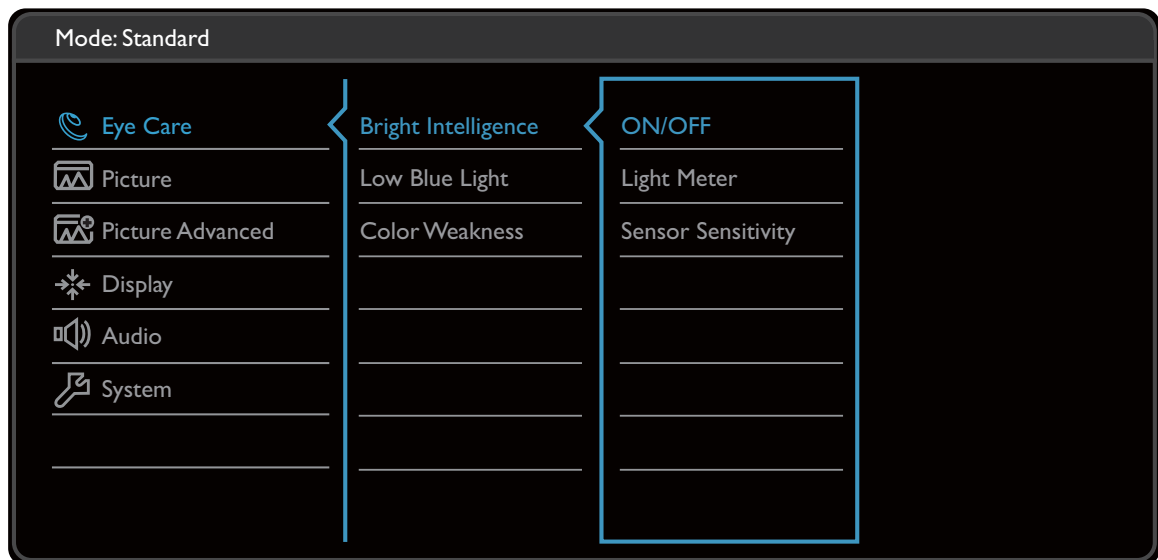 Mode: Standard
Eye Care
Picture
Picture Advanced
Display
Audio
System
Bright Intelligence
Low Blue Light
Color Weakness
ON/OFF
Light Meter
Sensor Sensitivity